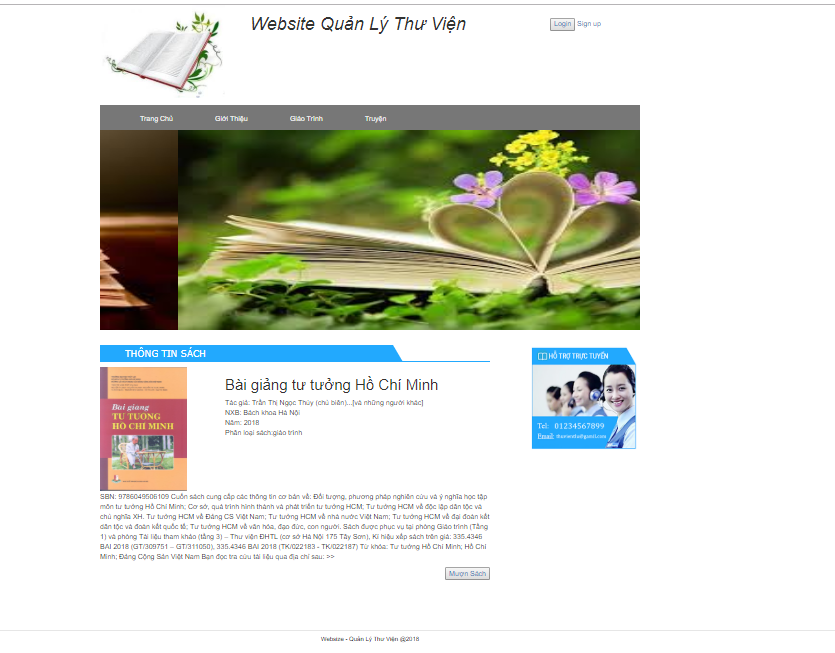 Website Quản Lý Thư Viện
Login Sign up
Trang Chủ Giới Thiệu Giáo Trình Truyện
THÔNG TIN SÁCH
HỖ TRỢ TRỰC TUYẾN
Bài giảng
TƯ TƯỞNG
HỒ CHÍ MINH
Bài giảng tư tưởng Hồ Chí Minh
Tác giả: Trần Thị Ngọc Thúy (chủ biên)...[và những người khác]
NXB: Bách khoa Hà Nội
Năm: 2018
Phân loại sách:giáo trình
Tel: 01234567899
Email:
SBN: 9786049506109 Cuốn sách cung cấp các thông tin cơ bản về: Đối tượng, phương pháp nghiên cứu và ý nghĩa học tập
môn tư tưởng Hồ Chí Minh; Cơ sở, quá trình hình thành và phát triển tư tưởng HCM; Tư tưởng HCM về độc lập dân tộc và
chủ nghĩa XH. Tư tưởng HCM về Đảng CS Việt Nam; Tư tưởng HCM về nhà nước Việt Nam; Tư tưởng HCM về đại đoàn kết
dân tộc và đoàn kết quốc tế; Tư tưởng HCM về văn hóa, đạo đức, con người. Sách được phục vụ tại phòng Giáo trình (Tầng
1) và phòng Tài liệu tham khảo (tầng 3) – Thư viện ĐHTL (cơ sở Hà Nội 175 Tây Sơn), Kí hiệu xếp sách trên giá: 335.4346
BAI 2018 (GT/309751 – GT/311050), 335.4346 BAI 2018 (TK/022183 - TK/022187) Từ khóa: Tư tưởng Hồ Chí Minh; Hồ Chí
Minh; Đảng Cộng Sản Việt Nam Bạn đọc tra cứu tài liệu qua địa chỉ sau: >>
Mượn Sách
Website - Quản Lý Thư Viện @2018